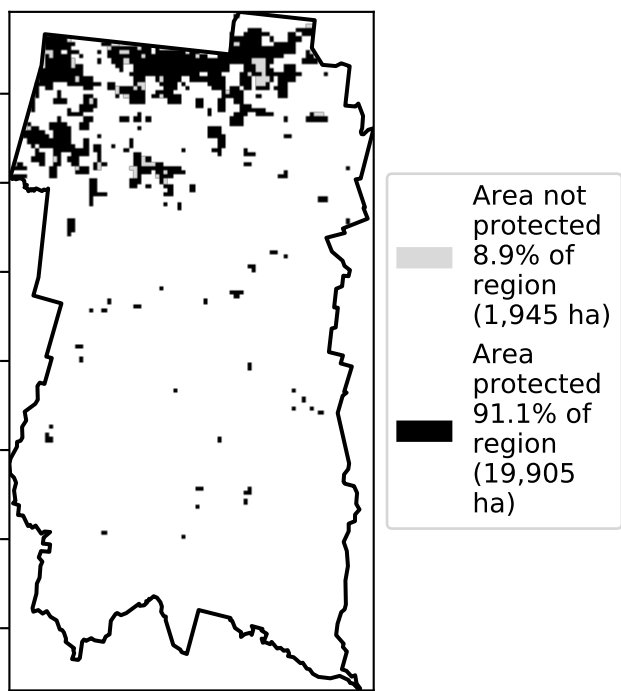 Area not
protected
8.9% of
region
(1,945 ha)
Area
protected
91.1% of
region
(19,905
ha)